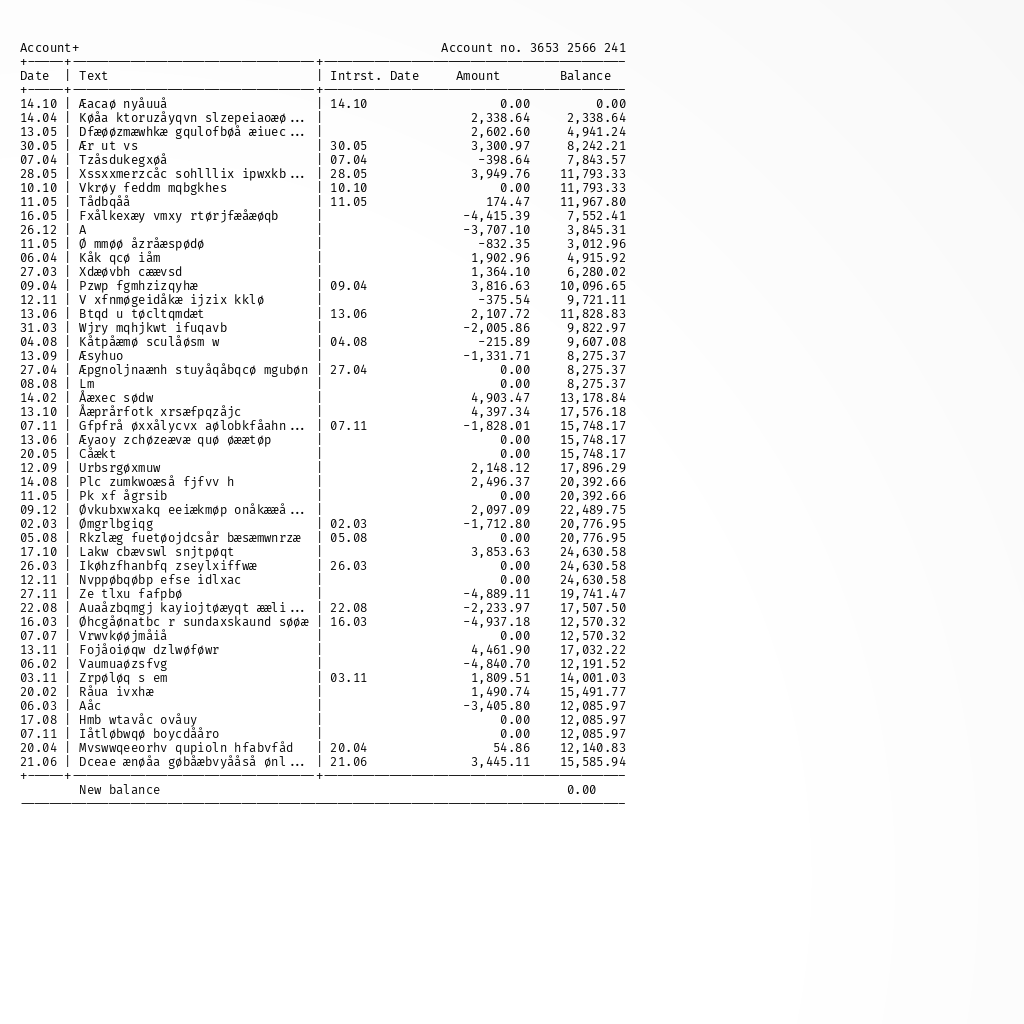 Account+ Account no. 3653 2566 241
Date | Text | Intrst. Date Amount Balance
14.10 | Æacaø nyåuuå | 14.10 0.00 0.00
14.04 | Køåa ktoruzåyqvn slzepeiaoæø... | 2,338.64 2,338.64
13.05 | Dfæøøzmæwhkæ gqulofbøå æiuec... | 2,602.60 4,941.24
30.05 | Ær ut vs | 30.05 3,300.97 8,242.21
07.04 | Tzåsdukegxøå | 07.04 -398.64 7,843.57
28.05 | Xssxxmerzcåc sohlllix ipwxkb... | 28.05 3,949.76 11,793.33
10.10 | Vkrøy feddm mqbgkhes | 10.10 0.00 11,793.33
11.05 | Tådbqåå | 11.05 174.47 11,967.80
16.05 | Fxålkexæy vmxy rtørjfæåæøqb | -4,415.39 7,552.41
26.12 | A | -3,707.10 3,845.31
11.05 | Ø mmøø åzråæspødø | -832.35 3,012.96
06.04 | Kåk qcø iåm | 1,902.96 4,915.92
27.03 | Xdæøvbh cæævsd | 1,364.10 6,280.02
09.04 | Pzwp fgmhzizqyhæ | 09.04 3,816.63 10,096.65
12.11 | V xfnmøgeidåkæ ijzix kklø | -375.54 9,721.11
13.06 | Btqd u tøcltqmdæt | 13.06 2,107.72 11,828.83
31.03 | Wjry mqhjkwt ifuqavb | -2,005.86 9,822.97
04.08 | Kåtpåæmø sculåøsm w | 04.08 -215.89 9,607.08
13.09 | Æsyhuo | -1,331.71 8,275.37
27.04 | Æpgnoljnaænh stuyåqåbqcø mgubøn | 27.04 0.00 8,275.37
08.08 | Lm | 0.00 8,275.37
14.02 | Åæxec sødw | 4,903.47 13,178.84
13.10 | Åæprårfotk xrsæfpqzåjc | 4,397.34 17,576.18
07.11 | Gfpfrå øxxålycvx aølobkfåahn... | 07.11 -1,828.01 15,748.17
13.06 | Æyaoy zchøzeævæ quø øæætøp | 0.00 15,748.17
20.05 | Cåækt | 0.00 15,748.17
12.09 | Urbsrgøxmuw | 2,148.12 17,896.29
14.08 | Plc zumkwoæså fjfvv h | 2,496.37 20,392.66
11.05 | Pk xf ågrsib | 0.00 20,392.66
09.12 | Øvkubxwxakq eeiækmøp onåkææå... | 2,097.09 22,489.75
02.03 | Ømgrlbgiqg | 02.03 -1,712.80 20,776.95
05.08 | Rkzlæg fuetøojdcsår bæsæmwnrzæ | 05.08 0.00 20,776.95
17.10 | Lakw cbævswl snjtpøqt | 3,853.63 24,630.58
26.03 | Ikøhzfhanbfq zseylxiffwæ | 26.03 0.00 24,630.58
12.11 | Nvppøbqøbp efse idlxac | 0.00 24,630.58
27.11 | Ze tlxu fafpbø | -4,889.11 19,741.47
22.08 | Auaåzbqmgj kayiojtøæyqt ææli... | 22.08 -2,233.97 17,507.50
16.03 | Øhcgåønatbc r sundaxskaund søøæ | 16.03 -4,937.18 12,570.32
07.07 | Vrwvkøøjmåiå | 0.00 12,570.32
13.11 | Fojåoiøqw dzlwøføwr | 4,461.90 17,032.22
06.02 | Vaumuaøzsfvg | -4,840.70 12,191.52
03.11 | Zrpøløq s em | 03.11 1,809.51 14,001.03
20.02 | Råua ivxhæ | 1,490.74 15,491.77
06.03 | Aåc | -3,405.80 12,085.97
17.08 | Hmb wtavåc ovåuy | 0.00 12,085.97
07.11 | Iåtløbwqø boycdååro | 0.00 12,085.97
20.04 | Mvswwqeeorhv qupioln hfabvfåd | 20.04 54.86 12,140.83
21.06 | Dceae ænøåa gøbåæbvyååså ønl... | 21.06 3,445.11 15,585.94
New balance 0.00